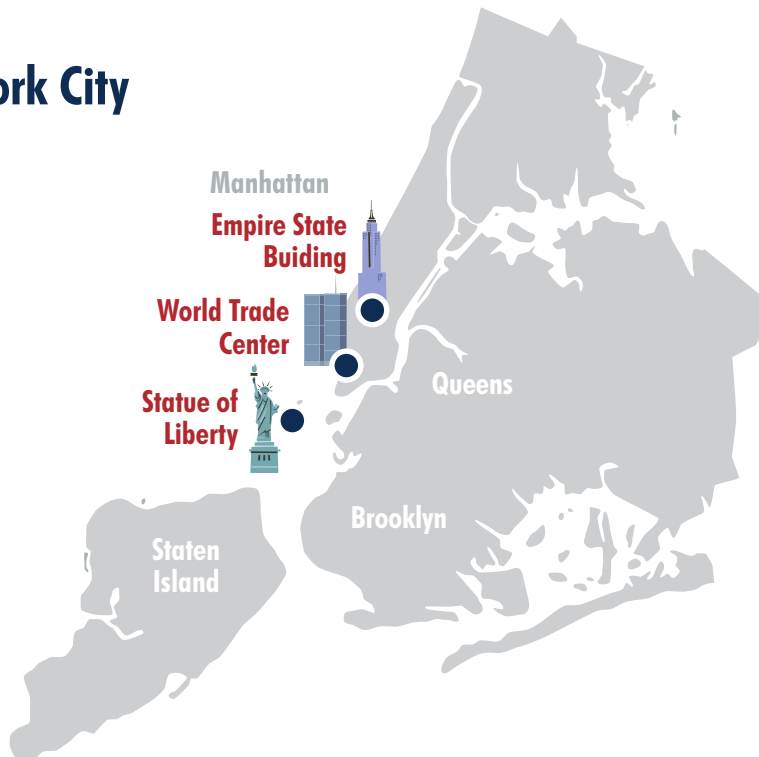 ork City
Manhattan
Empire State
Buiding
World Trade
Center
Statue of
Liberty
Queens
Brooklyn
Staten
Island